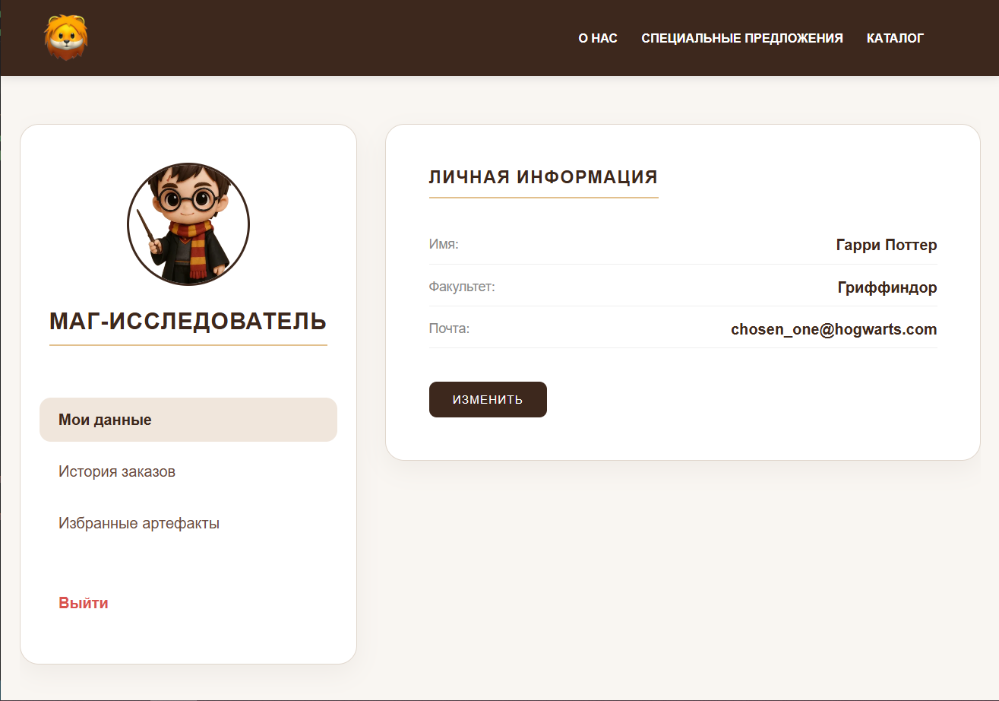 О НАС СПЕЦИАЛЬНЫЕ ПРЕДЛОЖЕНИЯ КАТАЛОГ
МАГ-ИССЛЕДОВАТЕЛЬ
Мои данные
История заказов
Избранные артефакты
Выйти
ЛИЧНАЯ ИНФОРМАЦИЯ
Имя: Гарри Поттер
Факультет: Гриффиндор
Почта: chosen_one@hogwarts.com
ИЗМЕНИТЬ